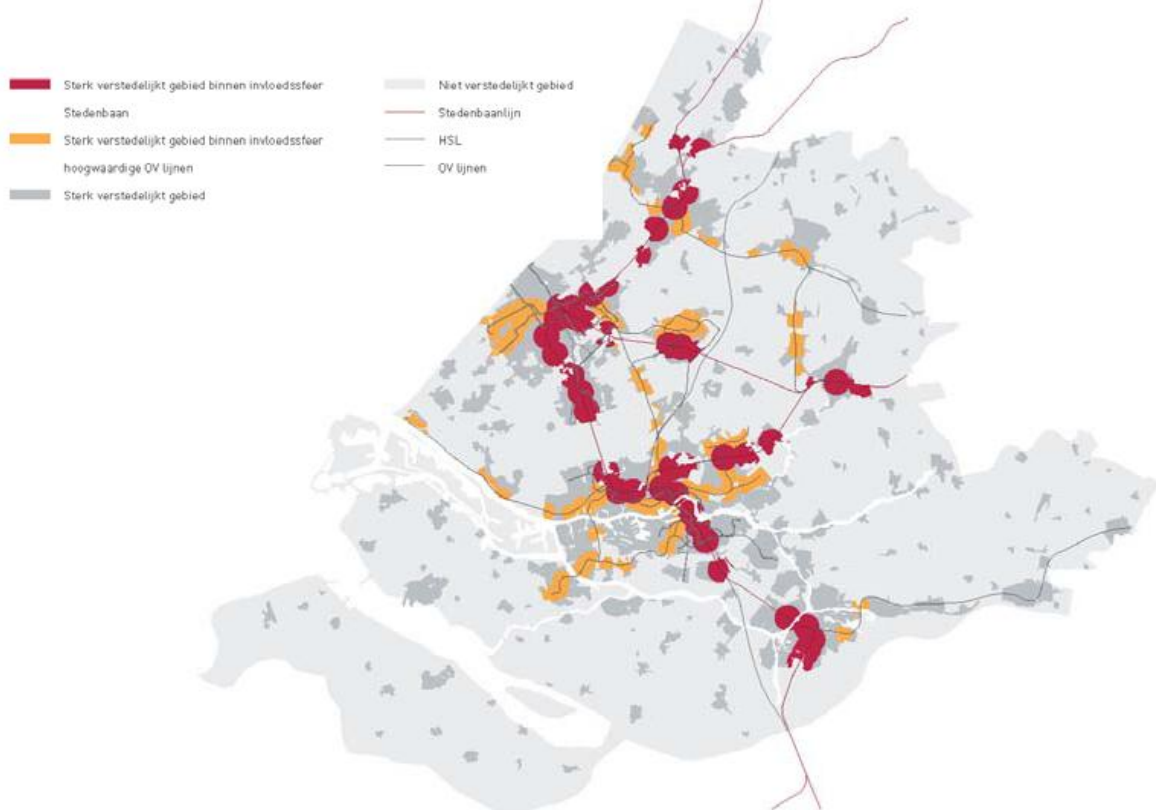 Sterk verstedelijkt gebied binnen invloedssfeer
Stedenbaan
Sterk verstedelijkt gebied binnen invloedssfeer
hoogwaardige OV lijnen
Sterk verstedelijkt gebied
Niet verstedelijkt gebied
Stedenbaanlijn
HSL
OV lijnen